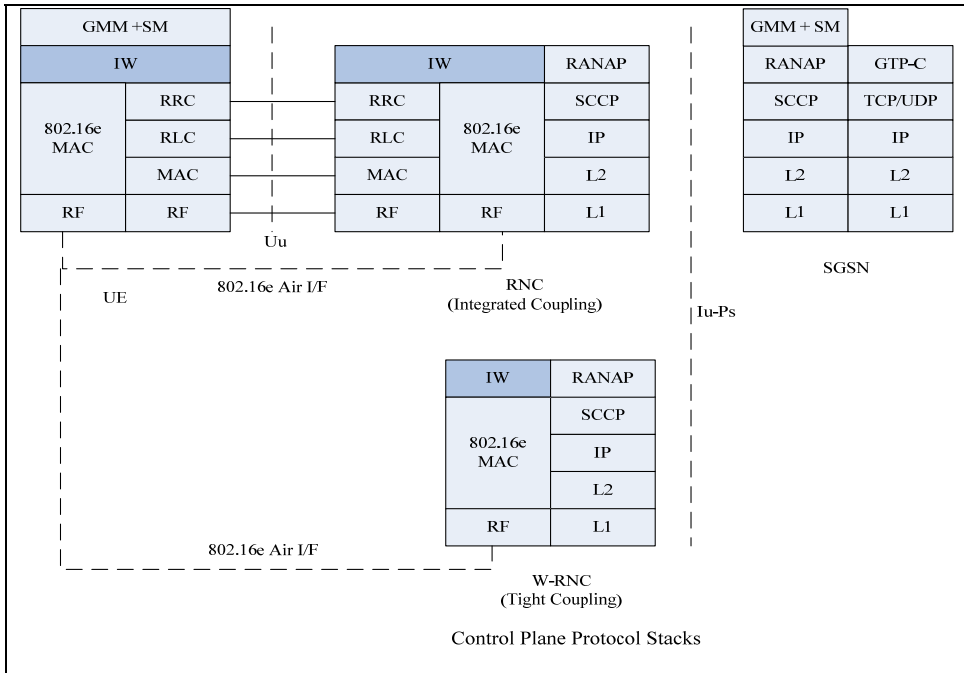 GMM +SM
IW
802.16e
MAC
RRC
RLC
MAC
RF
RF
UE
Uu
802.16e Air I/F
IW
RANAP
RRC
RLC
MAC
802.16e
MAC
SCCP
IP
L2
RF
RF
L1
RNC
(Integrated Coupling)
Iu-Ps
GMM + SM
RANAP
GTP-C
SCCP
TCP/UDP
IP
IP
L2
L2
L1
L1
SGSN
IW
RANAP
802.16e
MAC
SCCP
IP
L2
RF
L1
802.16e Air I/F
W-RNC
(Tight Coupling)
Control Plane Protocol Stacks